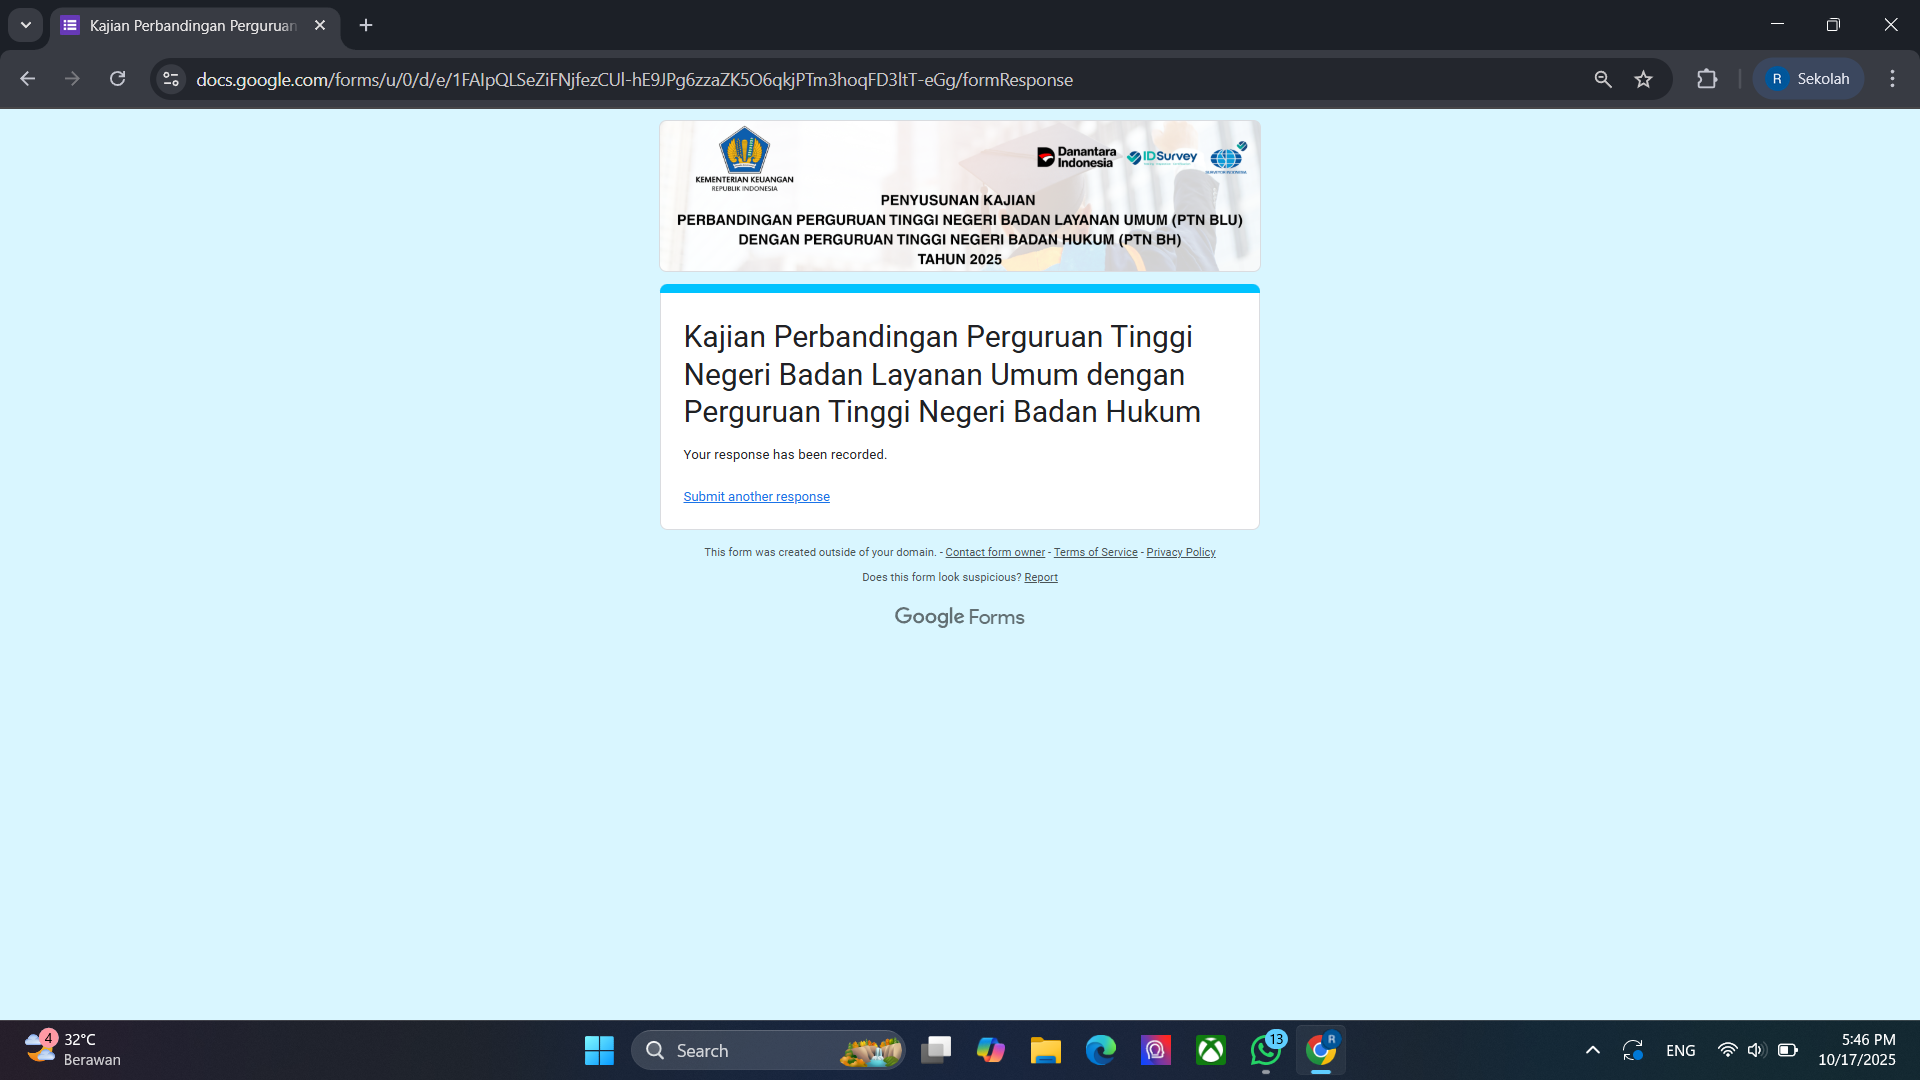 Kajian Perbandingan Perguruan
docs.google.com/forms/u/0/d/e/1FAIpQLSeZiFNjfezCUl-hE9JPg6zzaZK5O6qkjPTm3hoqFD3ltT-eGg/formResponse
R Sekolah
KEMENTERIAN KEUANGAN
REPUBLIK INDONESIA
Danantara
Indonesia
IDSurvey
SURVEYOR INDONESIA
PENYUSUNAN KAJIAN
PERBANDINGAN PERGURUAN TINGGI NEGERI BADAN LAYANAN UMUM (PTN BLU)
DENGAN PERGURUAN TINGGI NEGERI BADAN HUKUM (PTN BH)
TAHUN 2025
Kajian Perbandingan Perguruan Tinggi
Negeri Badan Layanan Umum dengan
Perguruan Tinggi Negeri Badan Hukum
Your response has been recorded.
Submit another response
This form was created outside of your domain. - Contact form owner - Terms of Service - Privacy Policy
Does this form look suspicious? Report
Google Forms
4
32°C
Berawan
Search
13
R
ENG
5:46 PM
10/17/2025